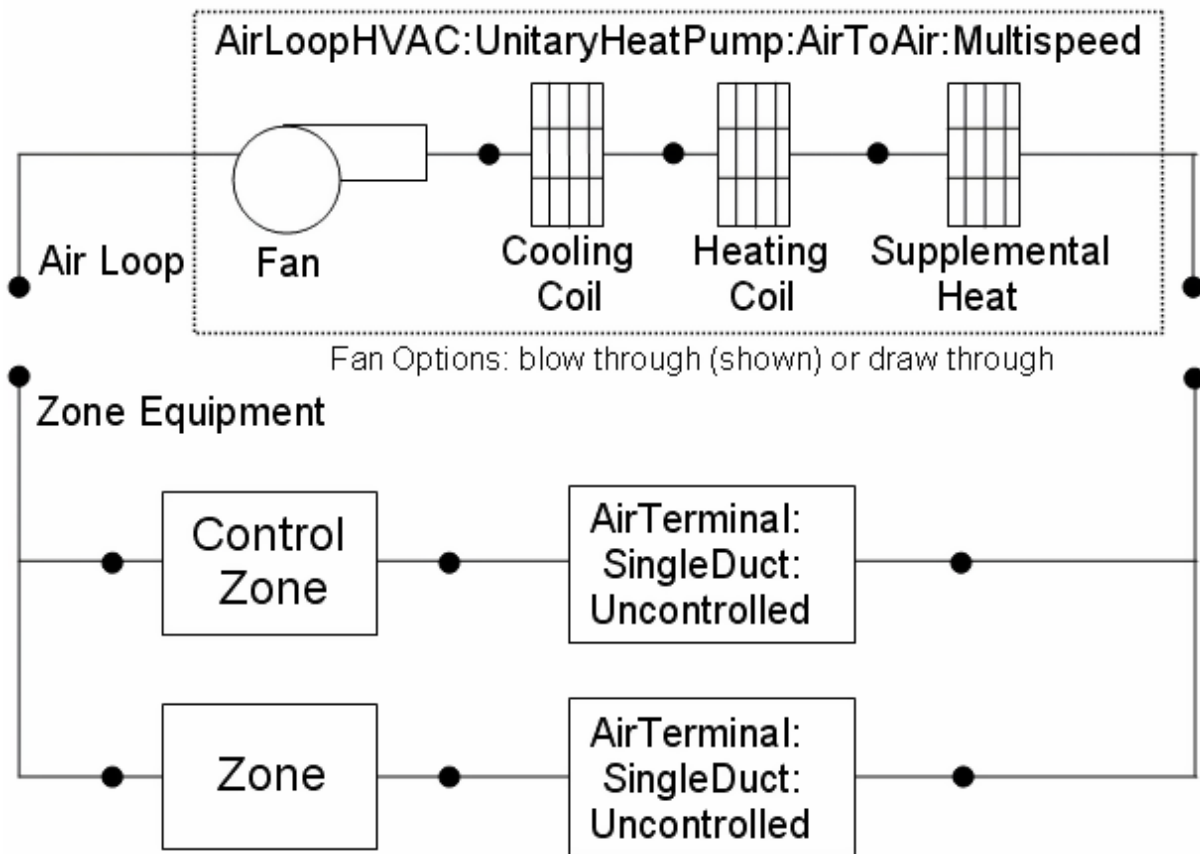 AirLoopHVAC:UnitaryHeatPump:AirToAir:Multispeed
Air Loop
Fan
Cooling
Coil
Heating
Coil
Supplemental
Heat
Fan Options: blow through (shown) or draw through
Zone Equipment
Control
Zone
AirTerminal:
SingleDuct:
Uncontrolled
Zone
AirTerminal:
SingleDuct:
Uncontrolled